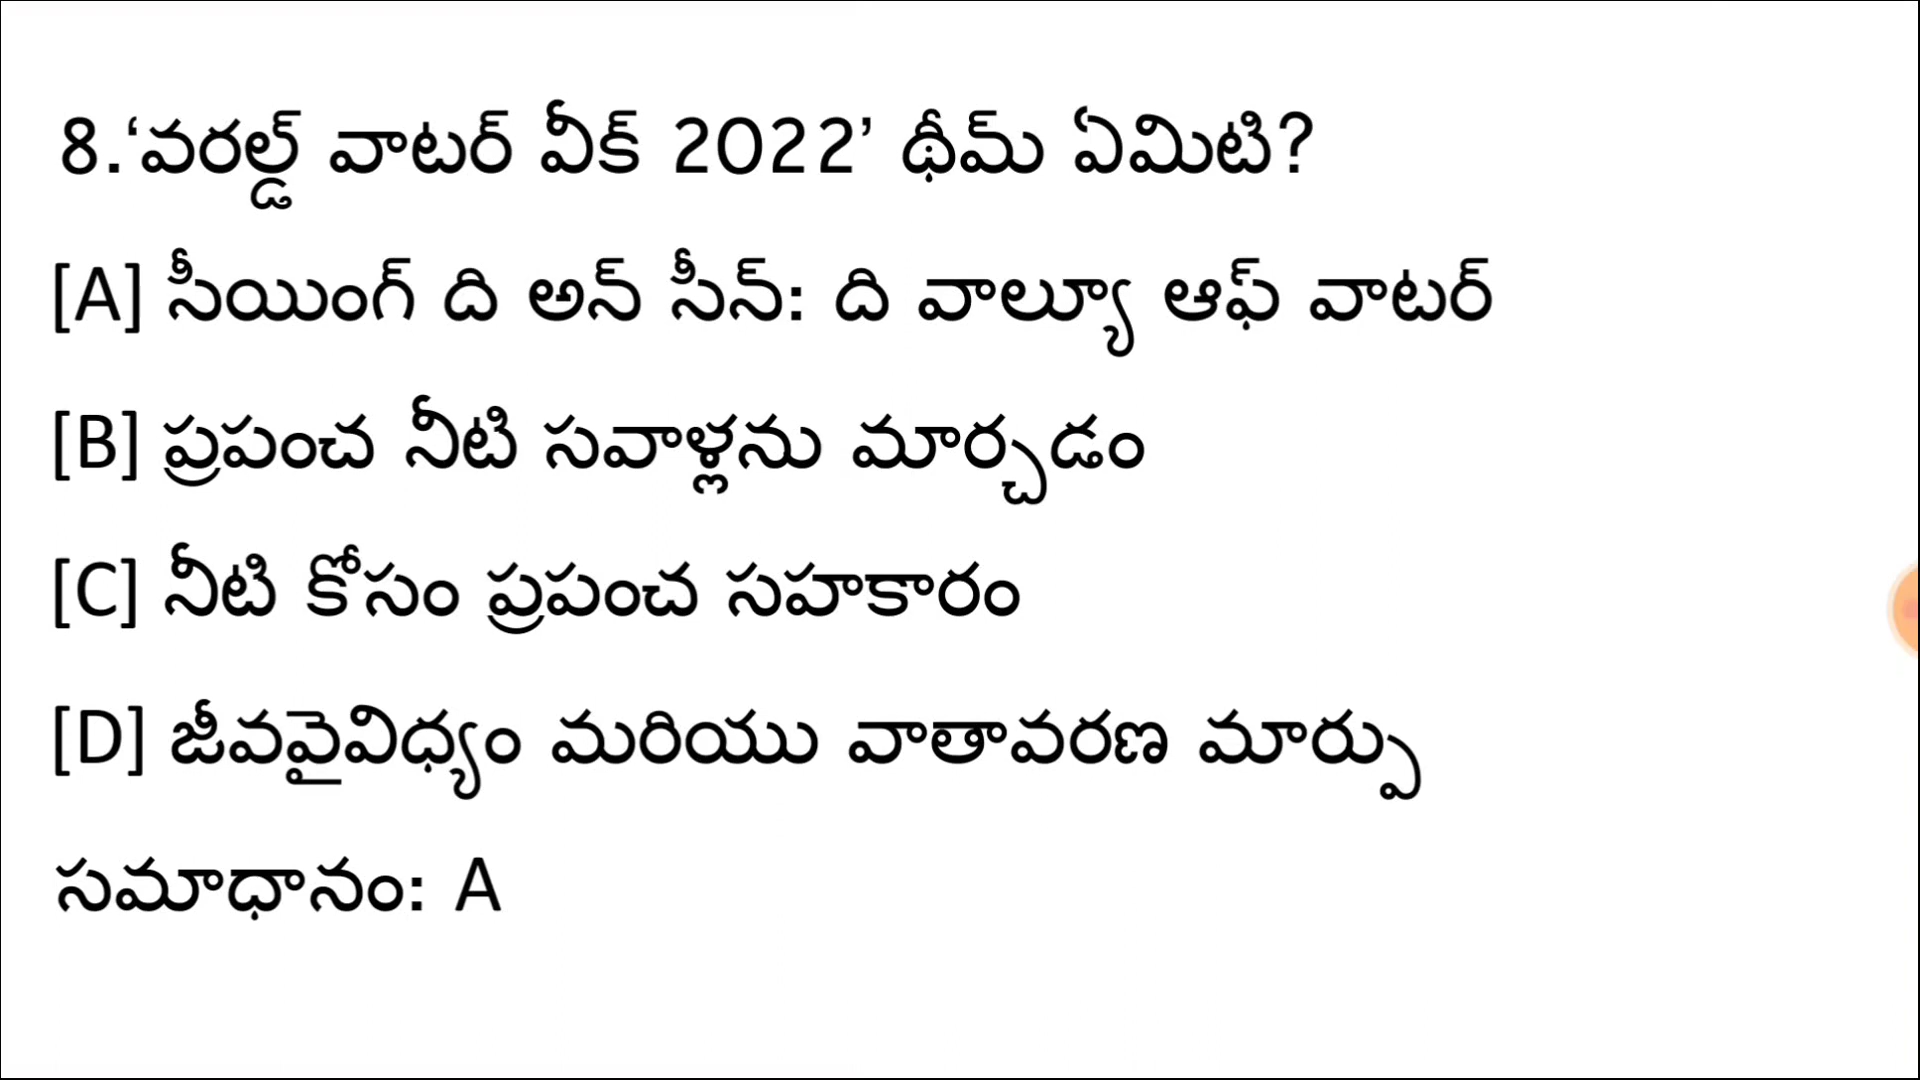 8.‘వరల్డ్ వాటర్ వీక్ 2022’ థీమ్ ఏమిటి?
[A] సీయింగ్ ది అన్ సీన్: ది వాల్యూ ఆఫ్ వాటర్
[B] ప్రపంచ నీటి సవాళ్లను మార్చడం
[C] నీటి కోసం ప్రపంచ సహకారం
[D] జీవవైవిధ్యం మరియు వాతావరణ మార్పు
సమాధానం: A